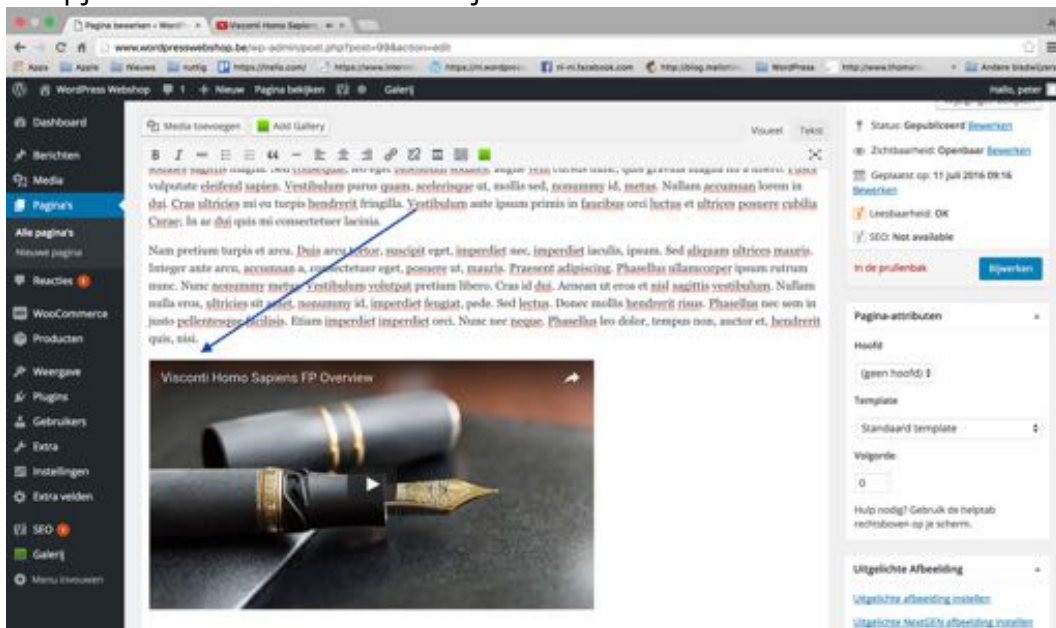 Pagina bewerken ‹ Word
Visconti Homo Sapiens
www.wordpresswebshop.be/wp-admin/post.php?post=99&action=edit
Apps Apple Nieuws nuttig https://trello.com/ nl-nl.facebook.com WordPress Andere bladwijzers
WordPress Webshop 1 + Nieuw Pagina bekijken Galerij
Hallo, peter
Dashboard
Berichten
Media
Pagina's
Alle pagina's
Nieuwe pagina
Reacties 1
WooCommerce
Producten
Weergave
Plugins
Gebruikers
Extra
Instellingen
Extra velden
SEO
Galerij
Menu invouwen
Media toevoegen Add Gallery
Visueel Tekst
vulputate eleifend sapien. Vestibulum purus quam, scelerisque ut, mollis sed, nonummy id, metus. Nullam accumsan lorem in
dui. Cras ultricies mi eu turpis hendrerit fringilla. Vestibulum ante ipsum primis in faucibus orci luctus et ultrices posuere cubilia
Curae; In ac dui quis mi consectetuer lacinia.
Nam pretium turpis et arcu. Duis arcu tortor, suscipit eget, imperdiet nec, imperdiet iaculis, ipsum. Sed aliquam ultrices mauris.
Integer ante arcu, accumsan a, consectetuer eget, posuere ut, mauris. Praesent adipiscing. Phasellus ullamcorper ipsum rutrum
nunc. Nunc nonummy metus. Vestibulum volutpat pretium libero. Cras id dui. Aenean ut eros et nisl sagittis vestibulum. Nullam
nulla eros, ultricies sit amet, nonummy id, imperdiet feugiat, pede. Sed lectus. Donec mollis hendrerit risus. Phasellus nec sem in
justo pellentesque facilisis. Etiam imperdiet imperdiet orci. Nunc nec neque. Phasellus leo dolor, tempus non, auctor et, hendrerit
quis, nisi.
Visconti Homo Sapiens FP Overview
Status: Gepubliceerd Bewerken
Zichtbaarheid: Openbaar Bewerken
Geplaatst op: 11 juli 2016 09:16
Bewerken
Leesbaarheid: OK
SEO: Not available
In de prullenbak Bijwerken
Pagina-attributen
Hoofd
(geen hoofd)
Template
Standaard template
Volgorde
0
Hulp nodig? Gebruik de helptab
rechtsboven op je scherm.
Uitgelichte Afbeelding
Uitgelichte afbeelding instellen
Uitgelichte NextGEN afbeelding instellen